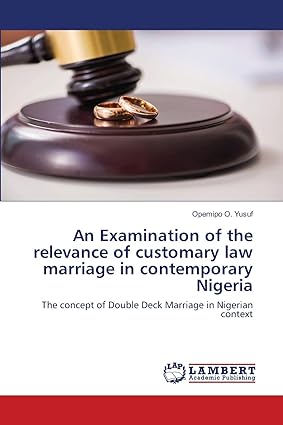 Opemipo O. Yusuf
An Examination of the
relevance of customary law
marriage in contemporary
Nigeria
The concept of Double Deck Marriage in Nigerian
context
LAP LAMBERT
Academic Publishing